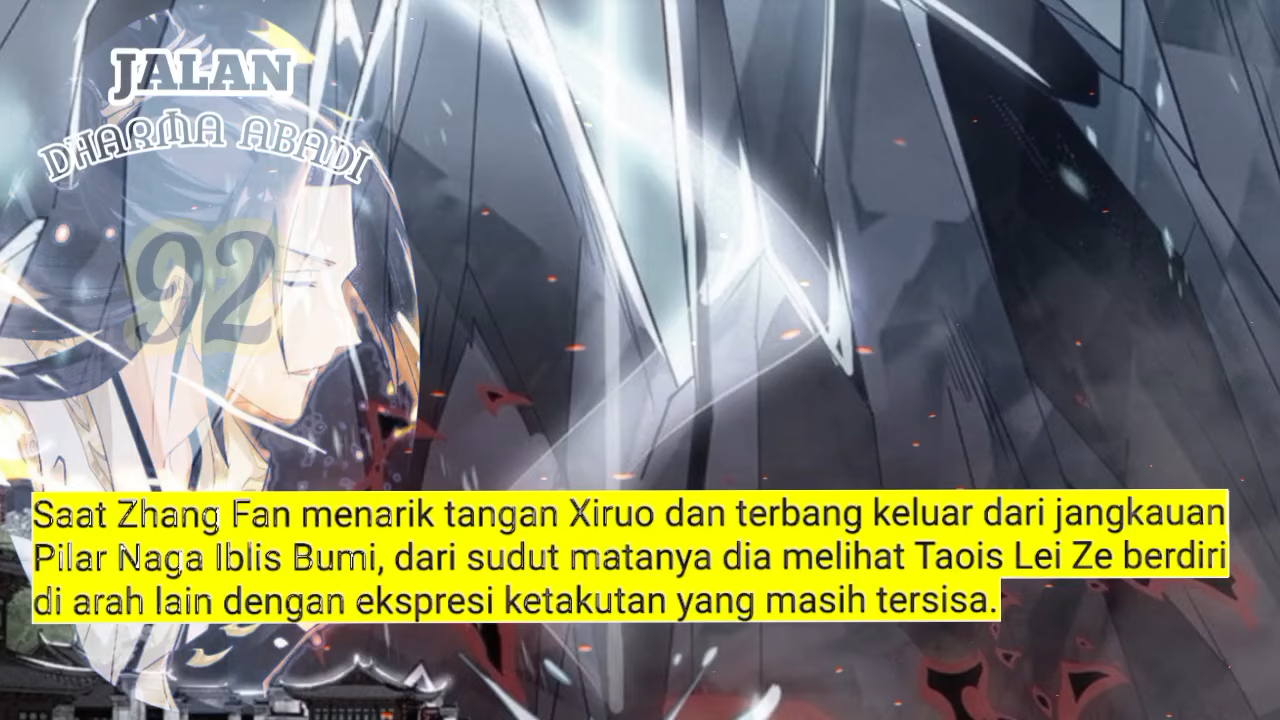 JALAN
DHARMA ABADI
92
Saat Zhang Fan menarik tangan Xiruo dan terbang keluar dari jangkauan
Pilar Naga Iblis Bumi, dari sudut matanya dia melihat Taois Lei Ze berdiri
di arah lain dengan ekspresi ketakutan yang masih tersisa.